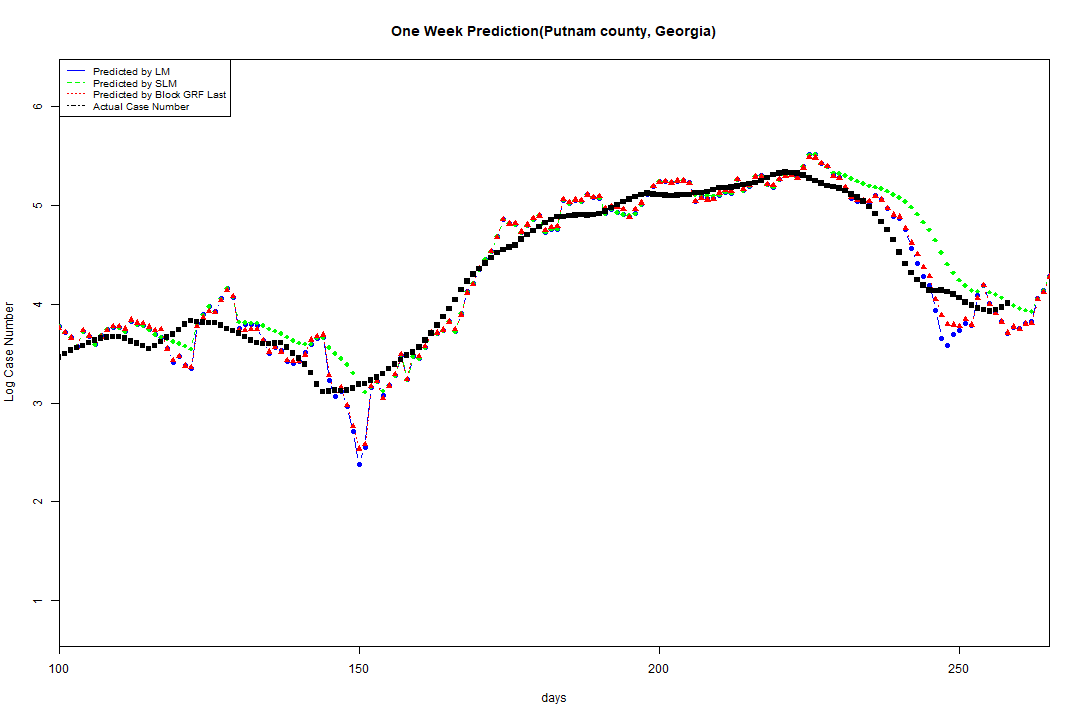 One Week Prediction(Putnam county, Georgia)
Predicted by LM
Predicted by SLM
Predicted by Block GRF Last
Actual Case Number
6
5
4
3
2
1
Log Case Number
100 150 200 250
days